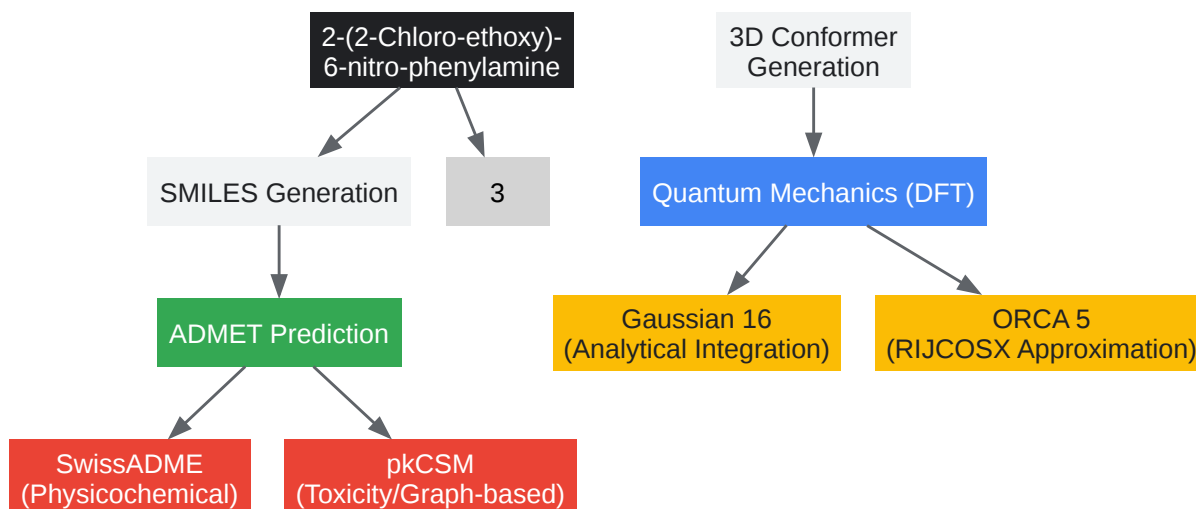 2-(2-Chloro-ethoxy)-
6-nitro-phenylamine
3D Conformer
Generation
SMILES Generation
3
Quantum Mechanics (DFT)
ADMET Prediction
Gaussian 16
(Analytical Integration)
ORCA 5
(RIJCOSX Approximation)
SwissADME
(Physicochemical)
pkCSM
(Toxicity/Graph-based)